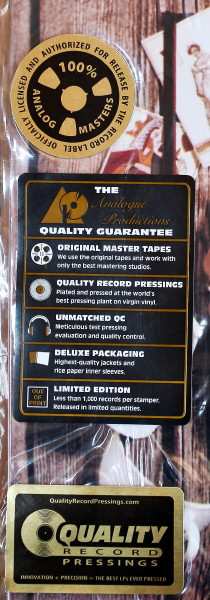 OFFICIALLY LICENSED AND AUTHORIZED FOR RELEASE BY THE RECORD LABEL
100%
ANALOG
MASTERS
THE
Analogue
Productions
QUALITY GUARANTEE
ORIGINAL MASTER TAPES
We use the original tapes and work with
only the best mastering studios.
QUALITY RECORD PRESSINGS
Plated and pressed at the world's
best pressing plant on virgin vinyl.
UNMATCHED QC
Meticulous test pressing
evaluation and quality control.
DELUXE PACKAGING
Highest-quality jackets and
rice paper inner sleeves.
OUT
OF
PRINT
LIMITED EDITION
Less than 1,000 records per stamper.
Released in limited quantities.
QualityRecordPressings.com
QUALITY
RECORD
PRESSINGS
INNOVATION + PRECISION = THE BEST LPs EVER PRESSED